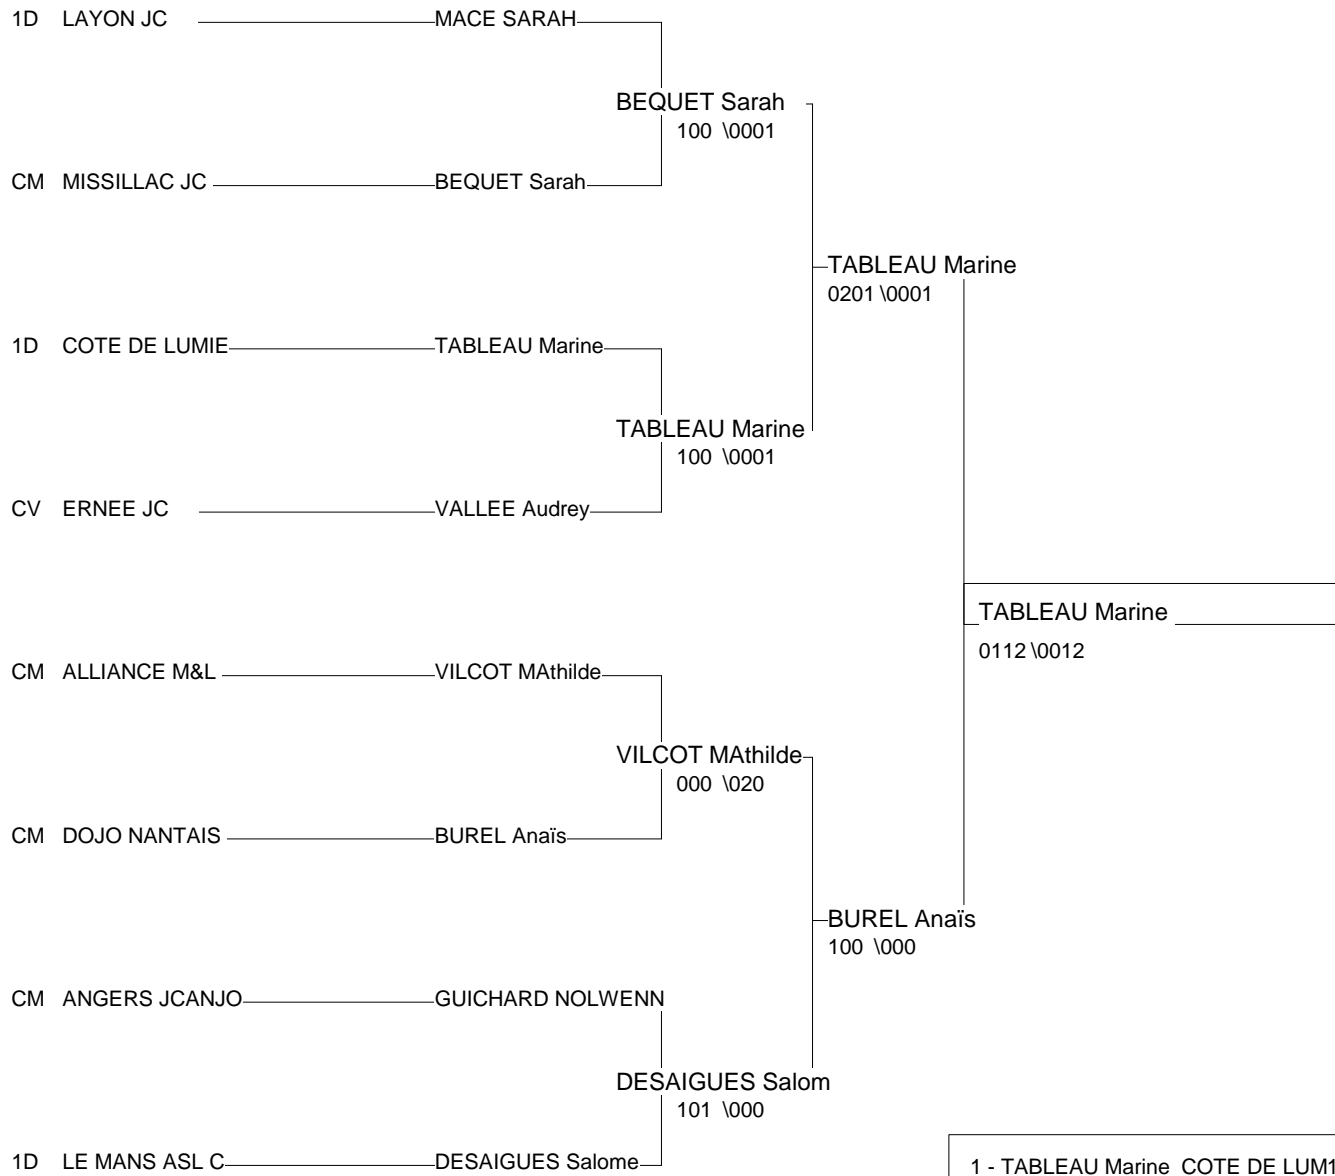 1D LAYON JC MACE SARAH
BEQUET Sarah
100 \0001
CM MISSILLAC JC BEQUET Sarah
TABLEAU Marine
0201 \0001
1D COTE DE LUMIE TABLEAU Marine
TABLEAU Marine
100 \0001
CV ERNEE JC VALLEE Audrey
TABLEAU Marine
0112 \0012
CM ALLIANCE M&L VILCOT MAthilde
VILCOT MAthilde
000 \020
CM DOJO NANTAIS BUREL Anaïs
BUREL Anaïs
100 \000
CM ANGERS JCANJO GUICHARD NOLWENN
DESAIGUES Salom
101 \000
1D LE MANS ASL C DESAIGUES Salome
1 - TABLEAU Marine COTE DE LUM1